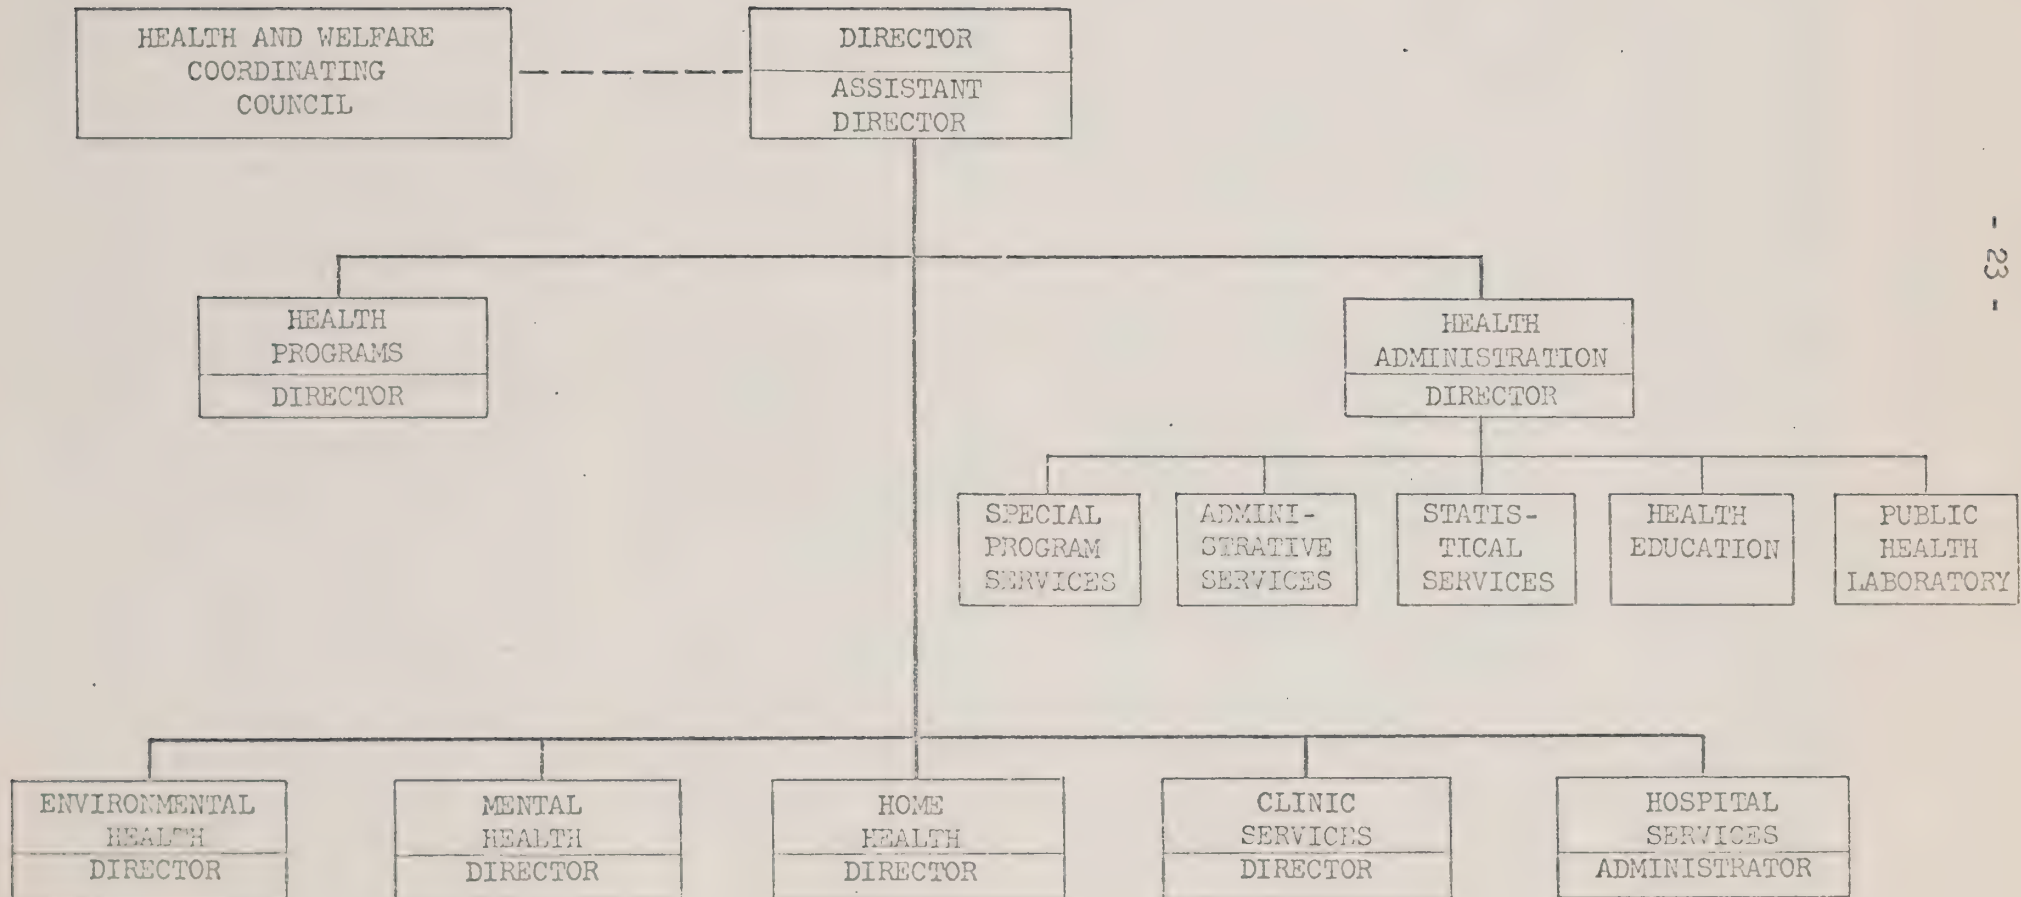 HEALTH AND WELFARE
COORDINATING
COUNCIL
DIRECTOR
ASSISTANT
DIRECTOR
- 23 -
HEALTH
PROGRAMS
DIRECTOR
HEALTH
ADMINISTRATION
DIRECTOR
SPECIAL
PROGRAM
SERVICES
ADMINI-
STRATIVE
SERVICES
STATIS-
TICAL
SERVICES
HEALTH
EDUCATION
PUBLIC
HEALTH
LABORATORY
ENVIRONMENTAL
HEALTH
DIRECTOR
MENTAL
HEALTH
DIRECTOR
HOME
HEALTH
DIRECTOR
CLINIC
SERVICES
DIRECTOR
HOSPITAL
SERVICES
ADMINISTRATOR